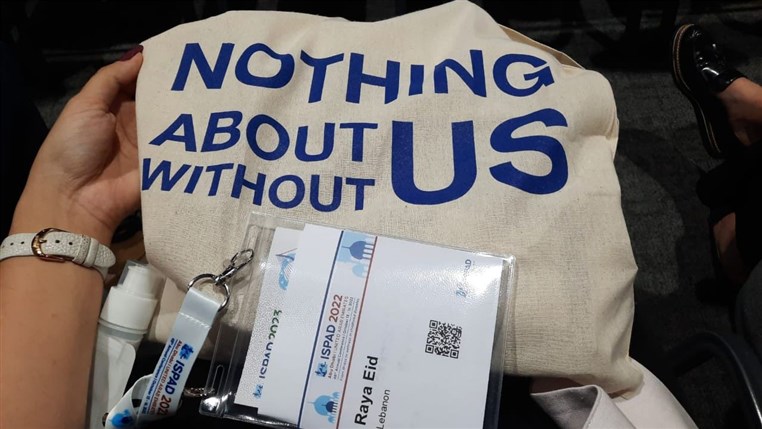 NOTHING
ABOUT US
WITHOUT
ISPAD 2023
ISPAD 2022
Raya Eid
Lebanon
ISPAD
ISPAD 2022